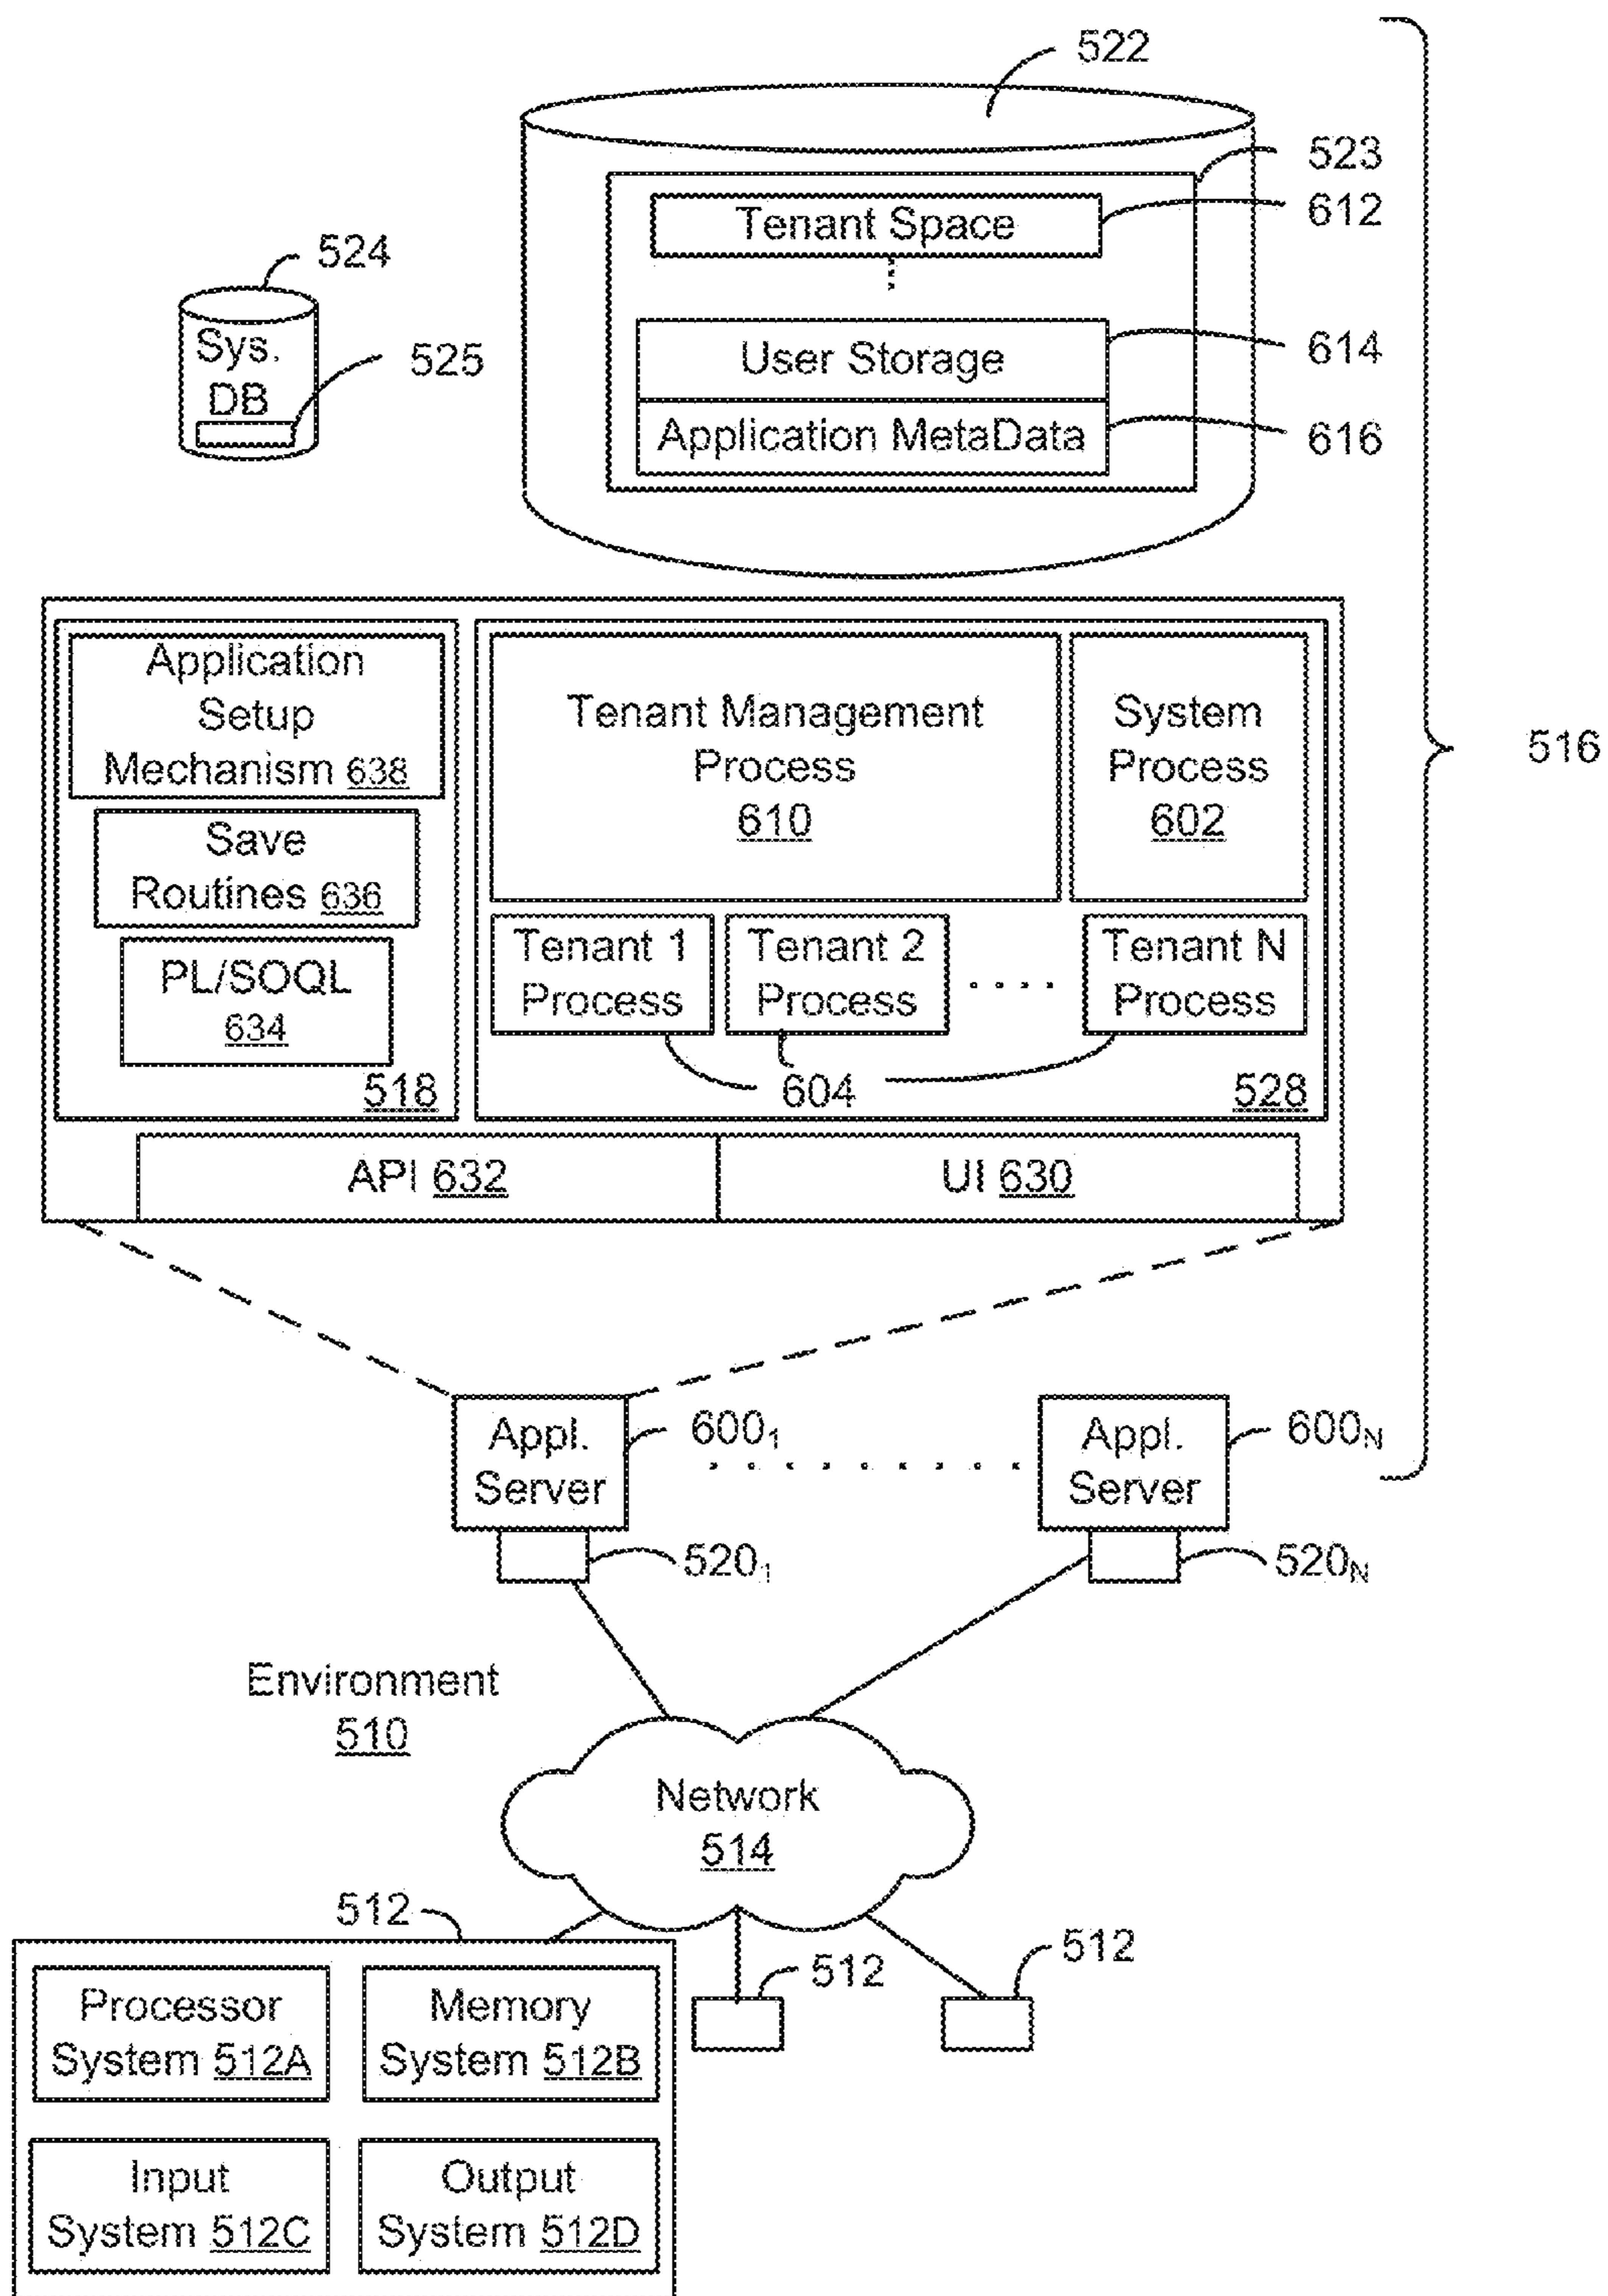 522
523
Tenant Space
612
524
Sys.
DB
525
User Storage
614
Application MetaData
616
Application
Setup
Mechanism 638
Save
Routines 636
PL/SOQL
634
518
Tenant Management
Process
610
System
Process
602
Tenant 1
Process
Tenant 2
Process
Tenant N
Process
604
528
516
API 632
UI 630
Appl.
Server
600₁
Appl.
Server
600N
520₁
520N
Environment
510
Network
514
512
Processor
System 512A
Memory
System 512B
Input
System 512C
Output
System 512D
512
512